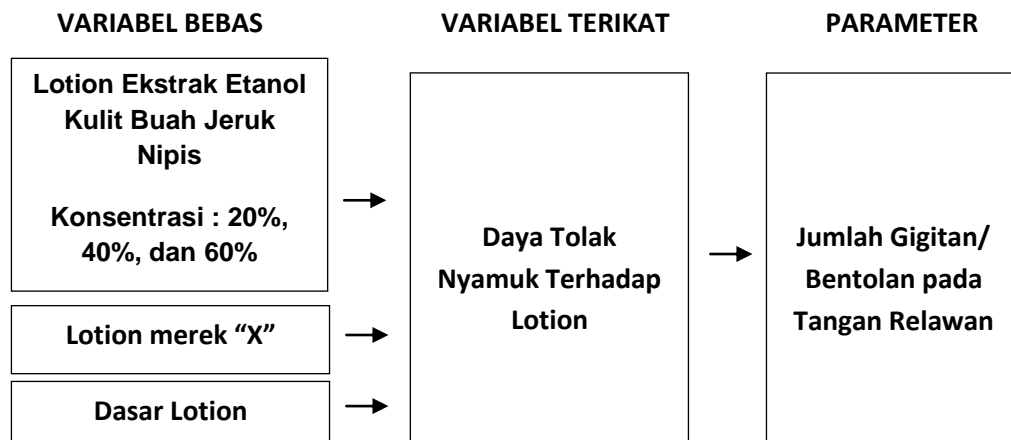 VARIABEL BEBAS
VARIABEL TERIKAT
PARAMETER
Lotion Ekstrak Etanol
Kulit Buah Jeruk
Nipis
Konsentrasi : 20%,
40%, dan 60%
Lotion merek “X”
Dasar Lotion
Daya Tolak
Nyamuk Terhadap
Lotion
Jumlah Gigitan/
Bentolan pada
Tangan Relawan